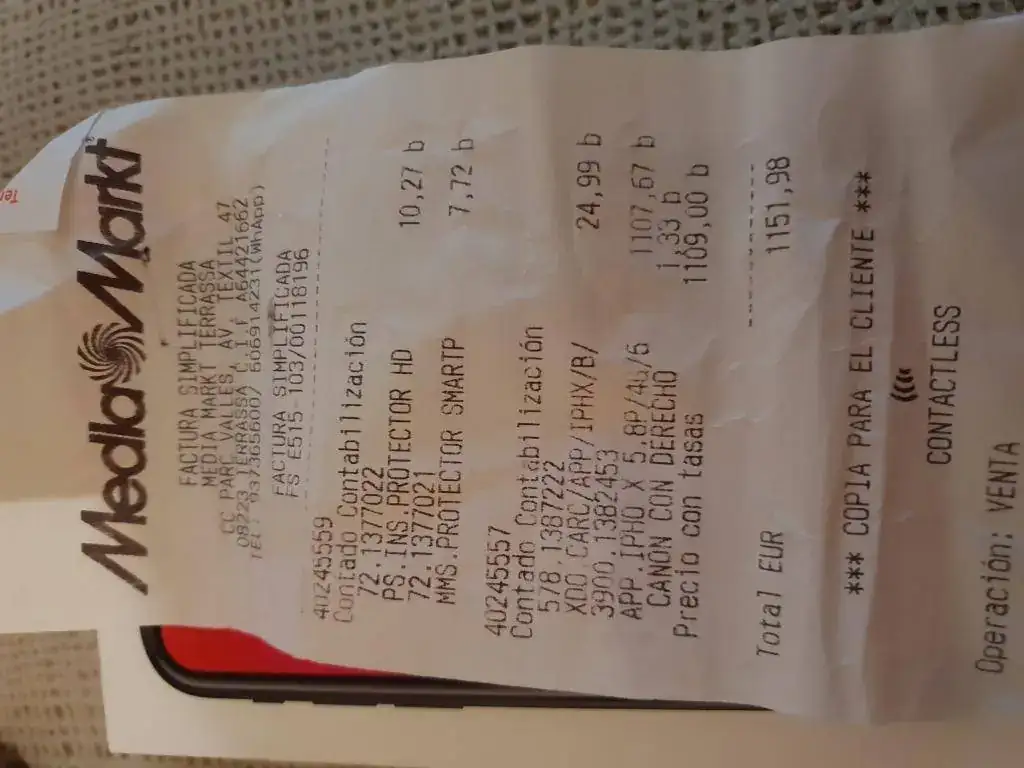 Media Markt
FACTURA SIMPLIFICADA
MEDIA MARKT TERRASSA
CC PARC VALLES, AV TEXTIL 47
08223 TERRASSA C.I.F A64421662
TEL: 937365600/ 606914231(WhApp)
FACTURA SIMPLIFICADA
FS E515-103/00118196
40245559
Contado Contabilización
72.1377022
PS.INS.PROTECTOR HD 10,27 b
72.1377021
MMS.PROTECTOR SMARTP 7,72 b
40245557
Contado Contabilización
578.1387222
XDO.CARC/APP/IPHX/B/ 24,99 b
3900.1382453
APP.IPHO X 5.8P/4G/6 1107,67 b
CANON CON DERECHO 1,33 b
Precio con tasas 1109,00 b
Total EUR 1151,98
*** COPIA PARA EL CLIENTE ***
CONTACTLESS
Operación: VENTA